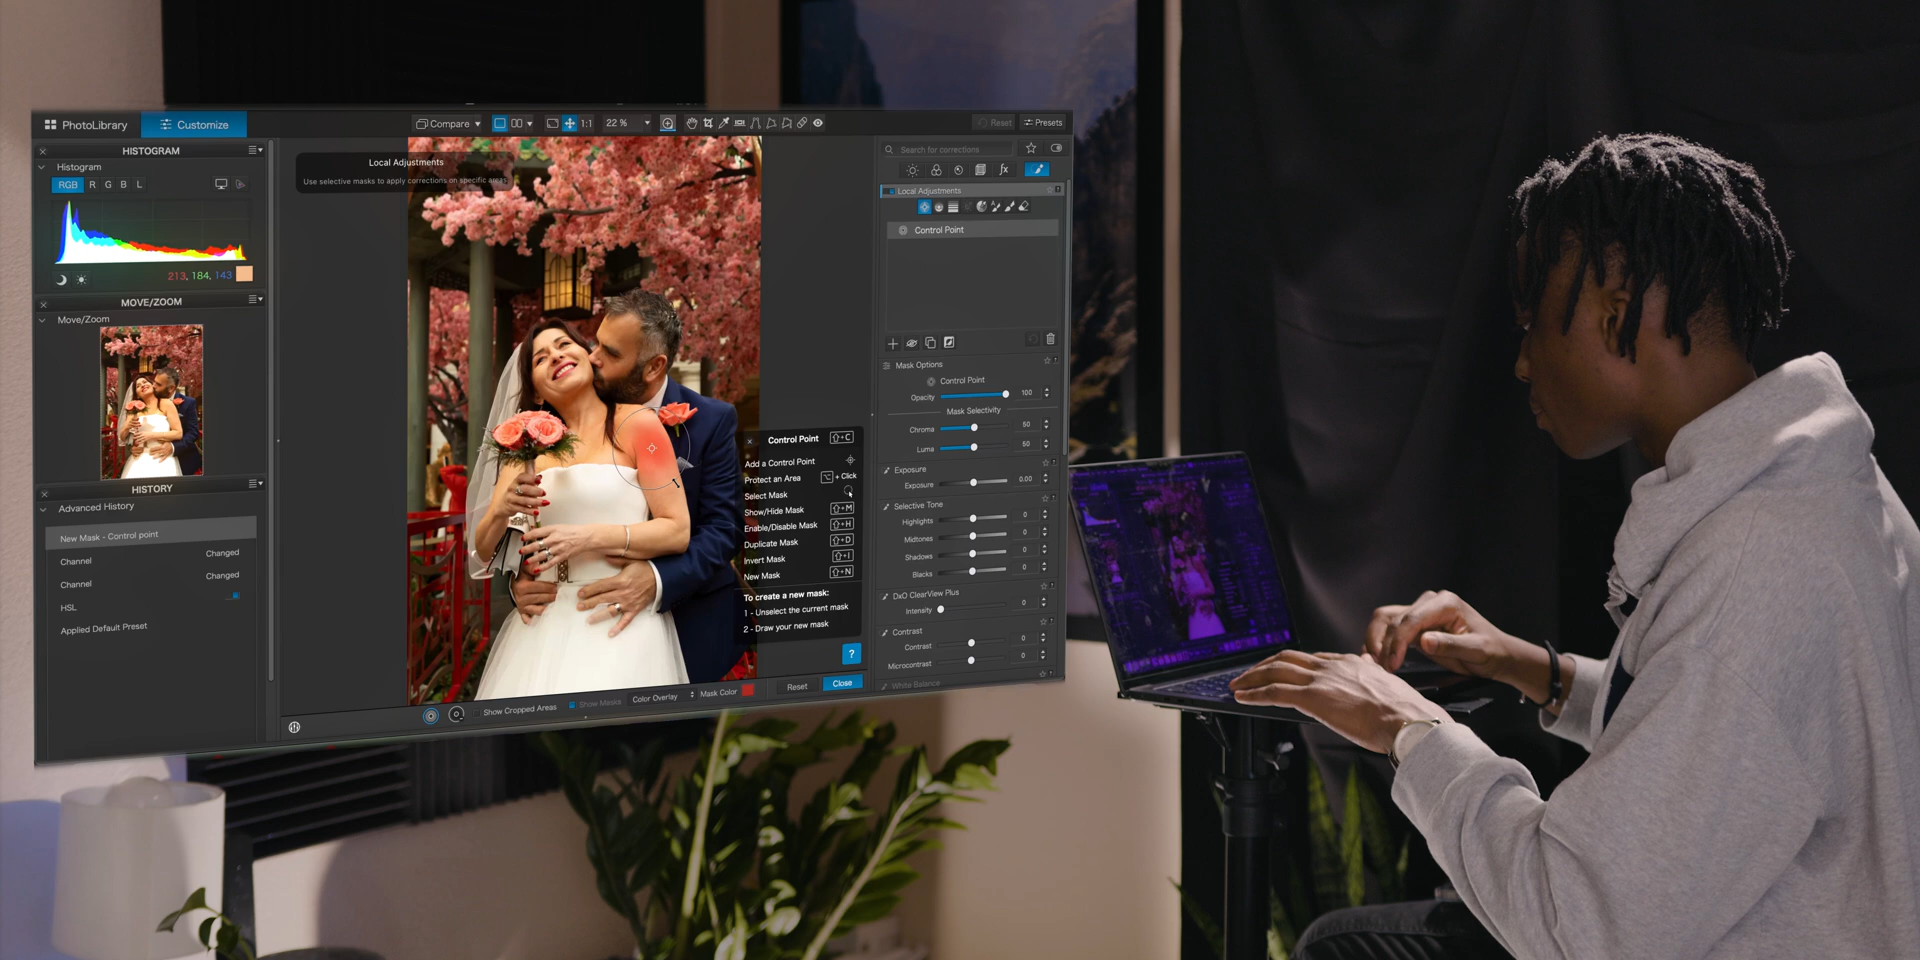 PhotoLibrary
Customize
Compare
1:1
22 %
Reset
Presets
HISTOGRAM
Histogram
RGB R G B L
213, 184, 143
MOVE/ZOOM
Move/Zoom
HISTORY
Advanced History
New Mask - Control point
Channel Changed
Channel Changed
HSL
Applied Default Preset
Local Adjustments
Use selective masks to apply corrections on specific areas
Control Point ⇧+C
Add a Control Point
Protect an Area ⌥ + Click
Select Mask
Show/Hide Mask ⇧+M
Enable/Disable Mask ⇧+H
Duplicate Mask ⇧+D
Invert Mask ⇧+I
New Mask ⇧+N
To create a new mask:
1 - Unselect the current mask
2 - Draw your new mask
?
Show Cropped Areas
Show Masks
Color Overlay
Mask Color
Reset
Close
Search for corrections
fx
Local Adjustments
Control Point
Mask Options
Control Point
Opacity 100
Mask Selectivity
Chroma 50
Luma 50
Exposure
Exposure 0.00
Selective Tone
Highlights 0
Midtones 0
Shadows 0
Blacks 0
DxO ClearView Plus
Intensity 0
Contrast
Contrast 0
Microcontrast 0
White Balance